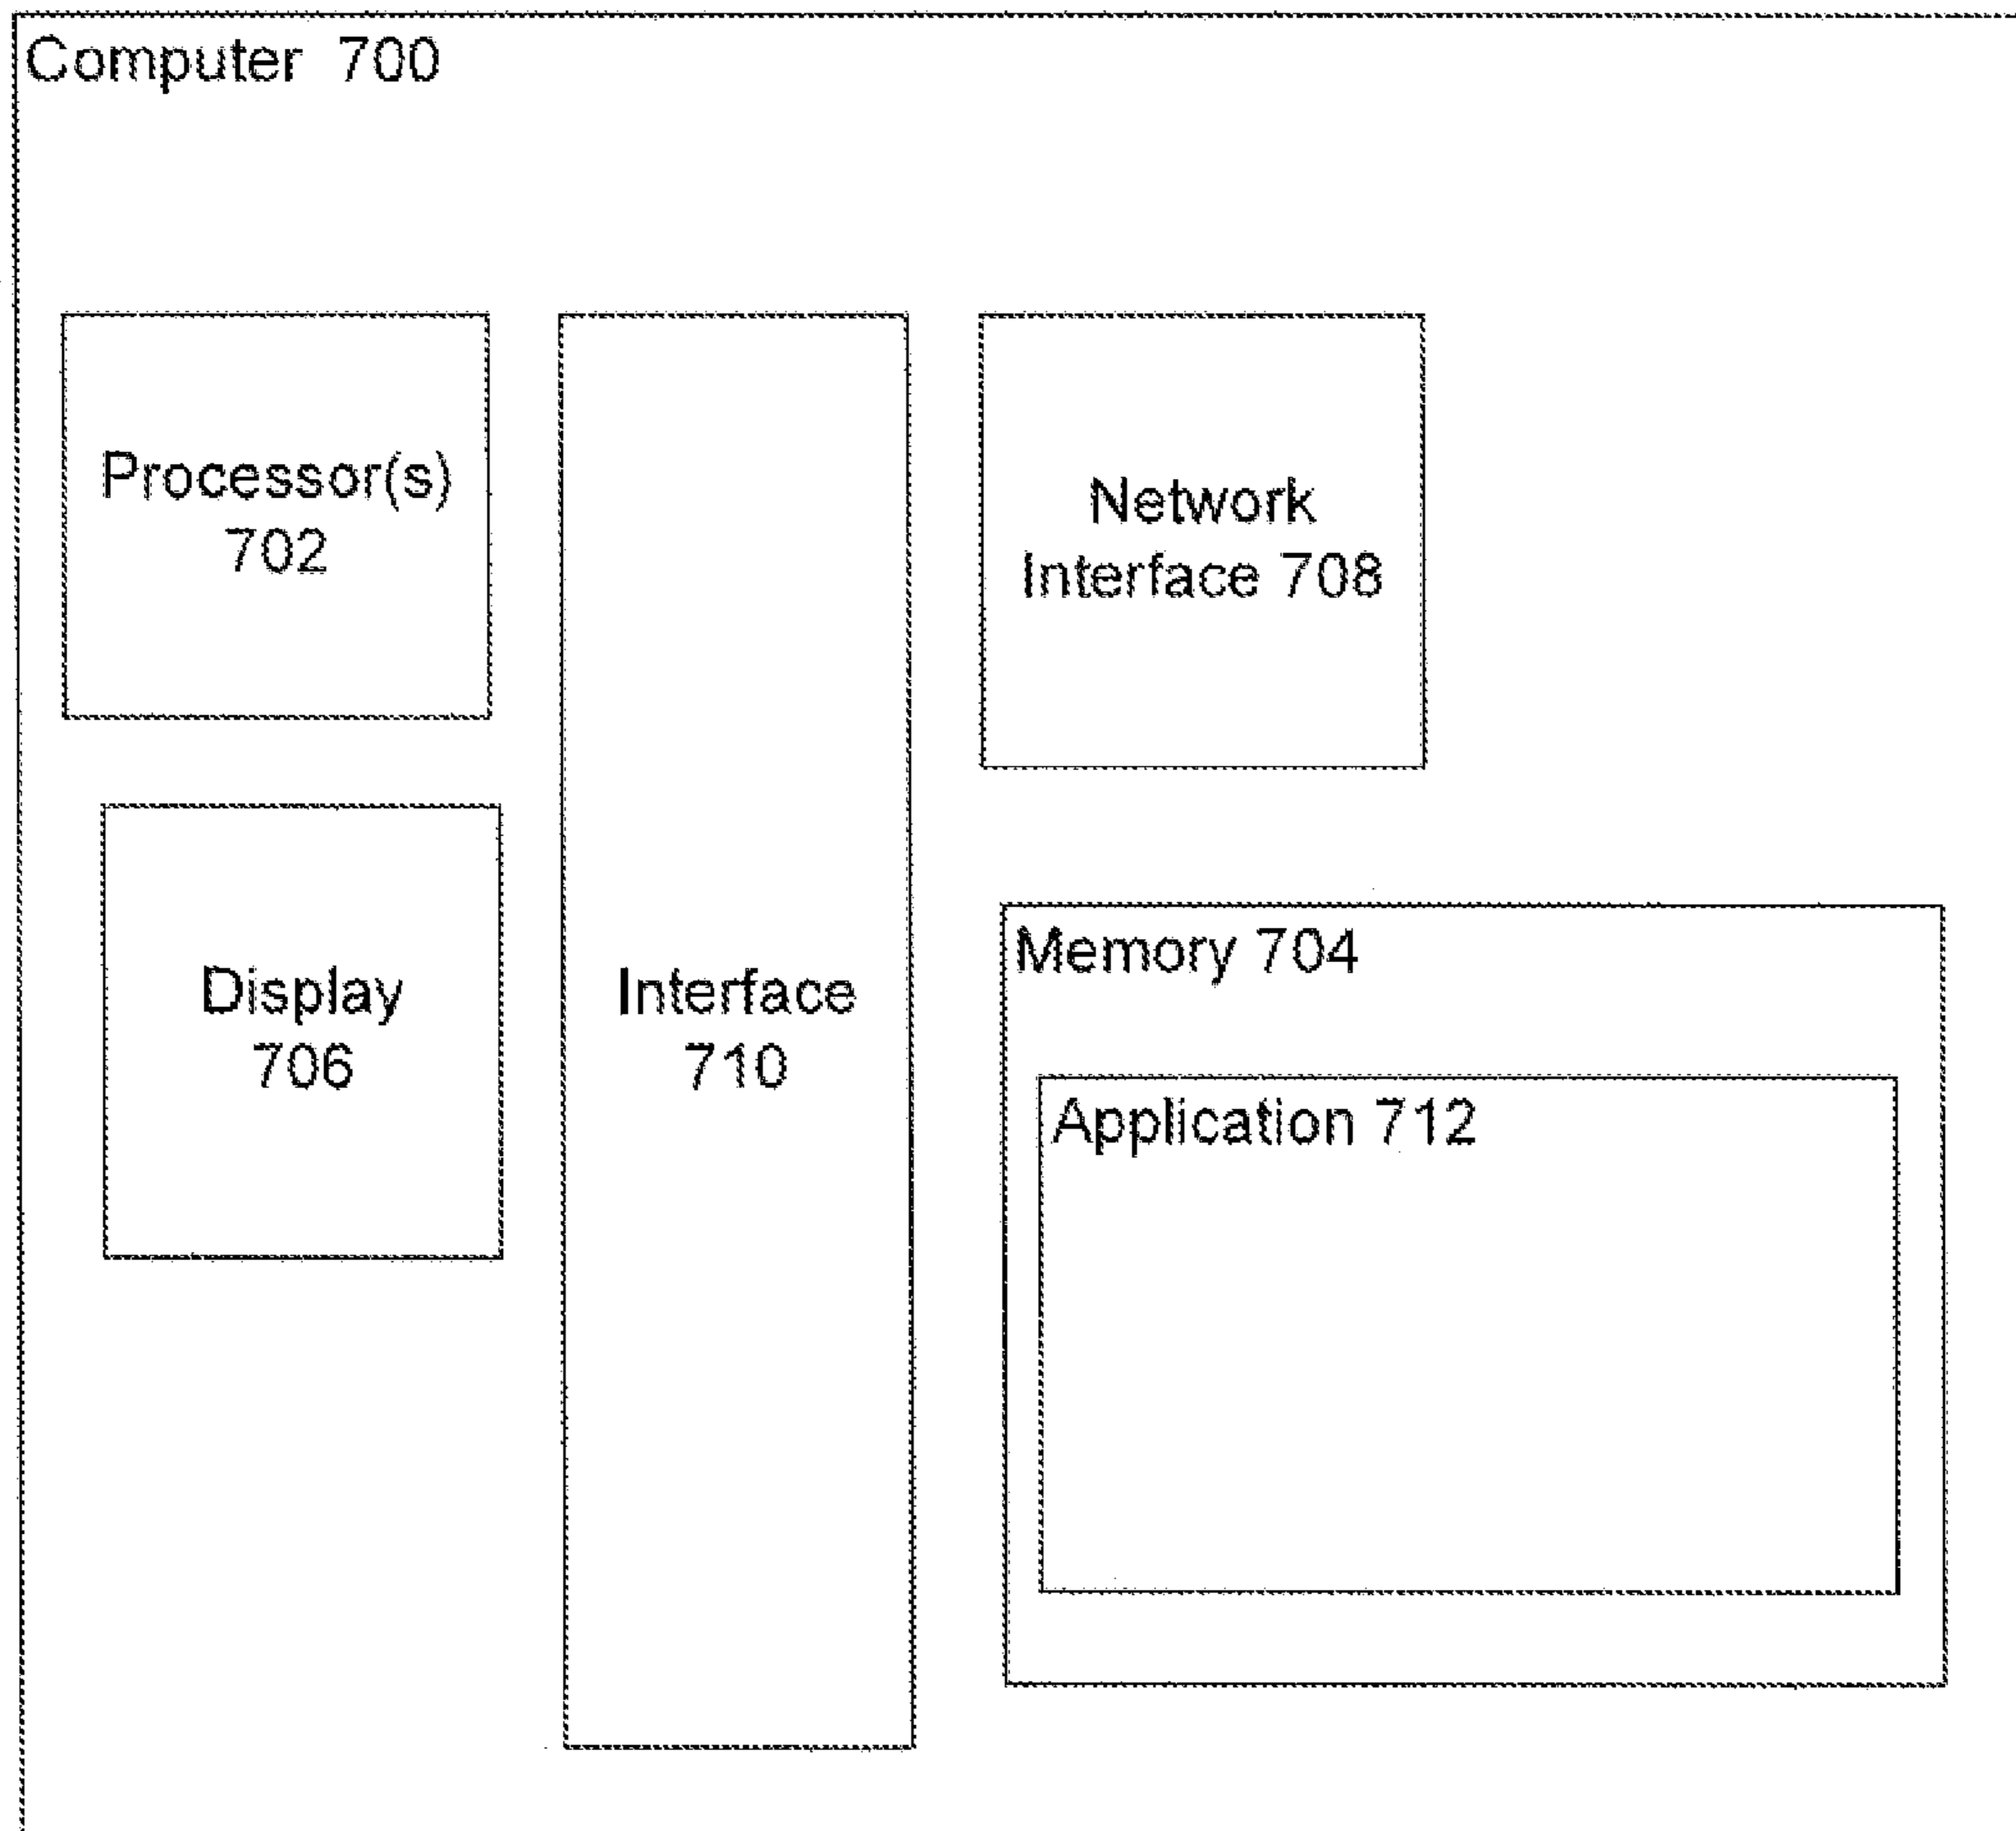 Computer 700
Processor(s)
702
Network
Interface 708
Display
706
Interface
710
Memory 704
Application 712